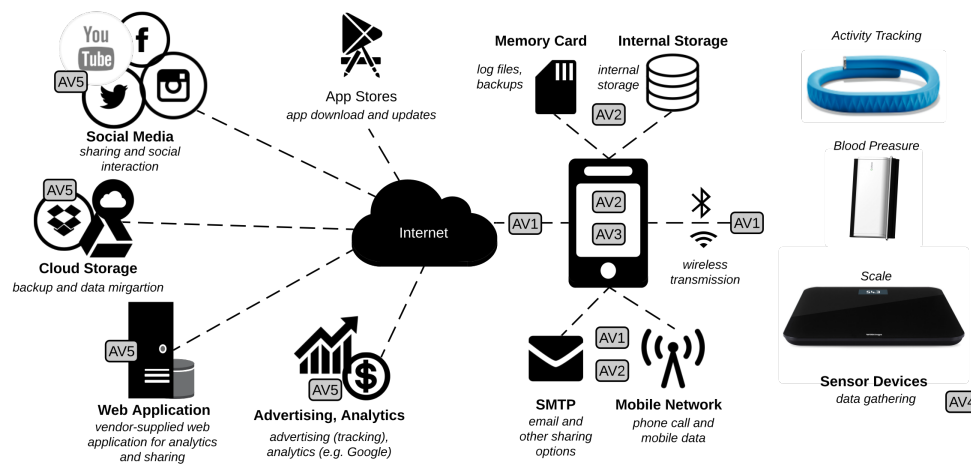 You
Tube
f
AV5
Social Media
sharing and social
interaction
App Stores
app download and updates
Memory Card
log files,
backups
Internal Storage
internal
storage
AV2
Activity Tracking
Blood Preasure
AV5
Cloud Storage
backup and data mirgartion
Internet
AV1
AV2
AV3
AV1
wireless
transmission
Scale
AV5
Web Application
vendor-supplied web
application for analytics
and sharing
AV5
$
Advertising, Analytics
advertising (tracking),
analytics (e.g. Google)
AV1
AV2
SMTP
email and
other sharing
options
Mobile Network
phone call and
mobile data
Sensor Devices
data gathering
AV4